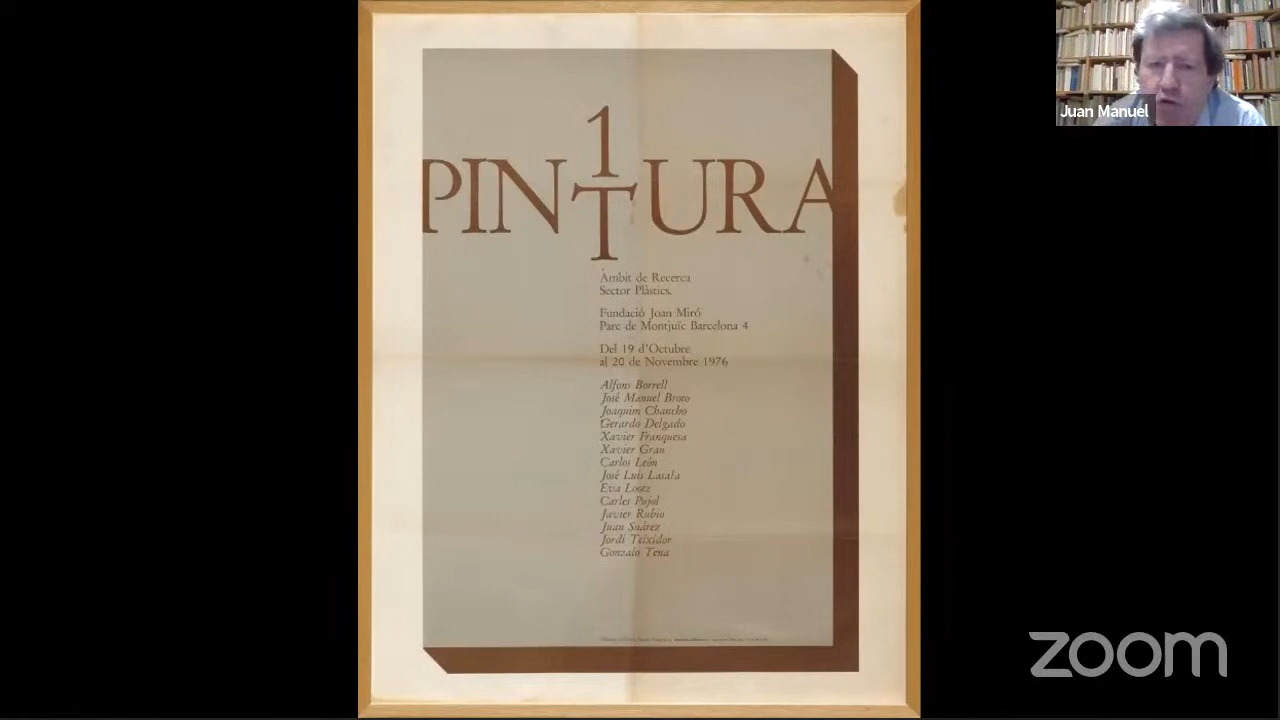 1
PINTURA
Àmbit de Recerca
Sector Plàstics.
Fundació Joan Miró
Parc de Montjuïc Barcelona 4
Del 19 d'Octubre
al 20 de Novembre 1976
Alfons Borrell
José Manuel Broto
Joaquim Chancho
Gerardo Delgado
Xavier Franquesa
Xavier Grau
Carlos León
José Luis Lasala
Eva Lootz
Carles Pujol
Javier Rubio
Juan Suárez
Jordi Teixidor
Gonzalo Tena
Juan Manuel
zoom